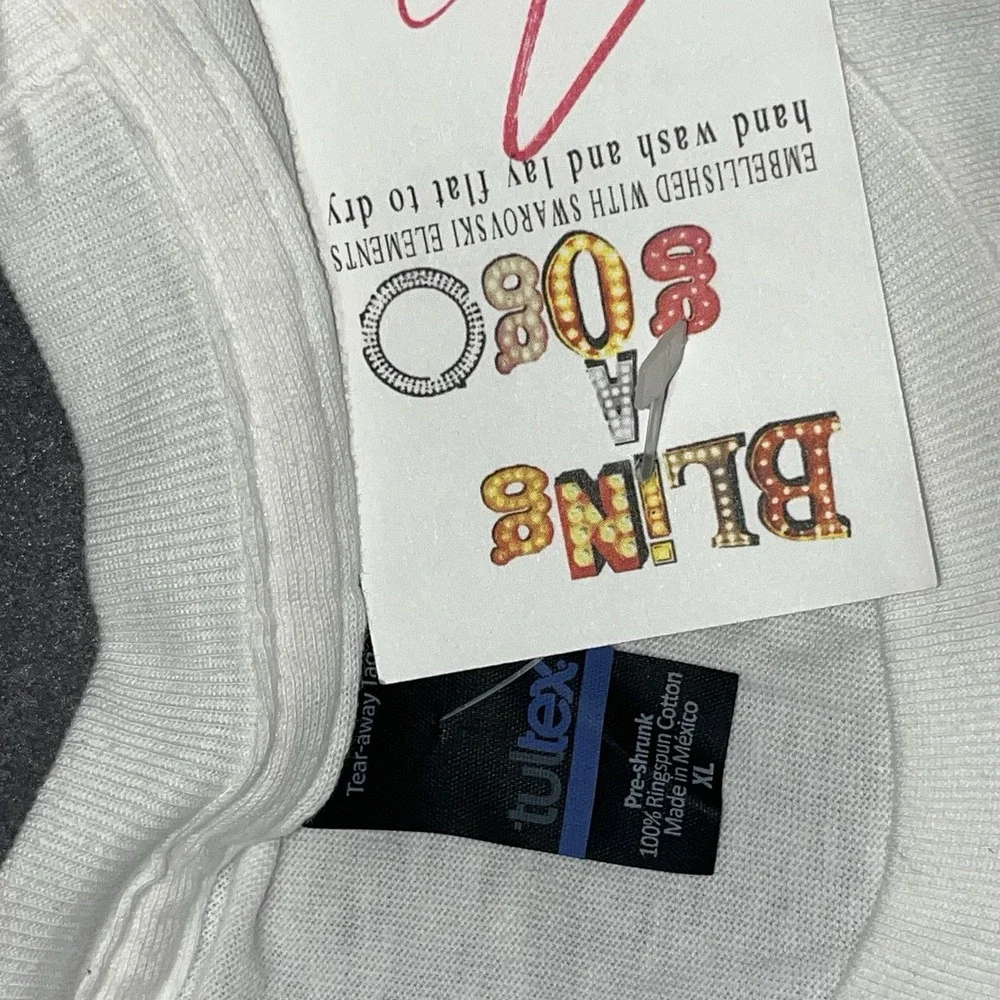 BLiNg
A
gOgO
EMBELLISHED WITH SWAROVSKI ELEMENTS
hand wash and lay flat to dry
Tear-away
tultex
Pre-shrunk
100% Ringspun Cotton
Made in México
XL